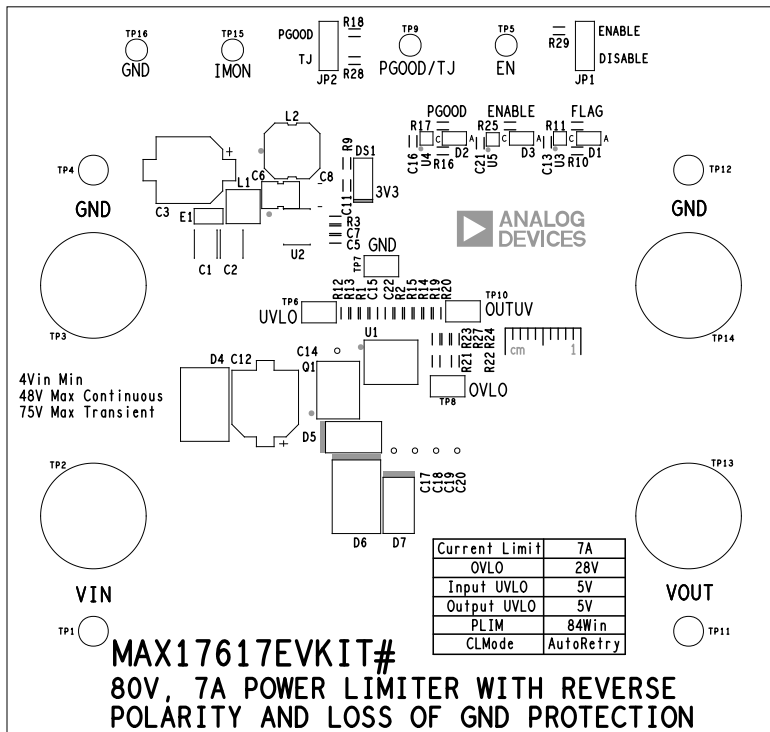 R18
PGOOD
TJ
R28
JP2
TP16
GND
TP15
IMON
TP9
PGOOD/TJ
TP5
EN
R29
ENABLE
DISABLE
JP1
L2
PGOOD
ENABLE
FLAG
R17
C
A
R25
C
A
R11
C
A
C16
U4
R16
D2
C21
U5
D3
C13
U3
R10
D1
TP4
GND
C3
+
E1
L1
C6
C8
R9
DS1
C11
3V3
C1
C2
U2
R3
C7
C5
TP12
GND
ANALOG
DEVICES
GND
TP7
TP3
TP6
UVLO
R12
R13
R1
C15
C22
R2
R15
R14
R19
R20
TP10
OUTUV
TP14
U1
R23
R27
R24
R21
R22
cm
1
TP8
OVLO
4Vin Min
48V Max Continuous
75V Max Transient
D4
C12
+
C14
Q1
D5
D6
D7
C17
C18
C19
C20
TP2
VIN
TP1
TP13
VOUT
TP11
Current Limit 7A
OVLO 28V
Input UVLO 5V
Output UVLO 5V
PLIM 84Win
CLMode AutoRetry
MAX17617EVKIT#
80V, 7A POWER LIMITER WITH REVERSE
POLARITY AND LOSS OF GND PROTECTION